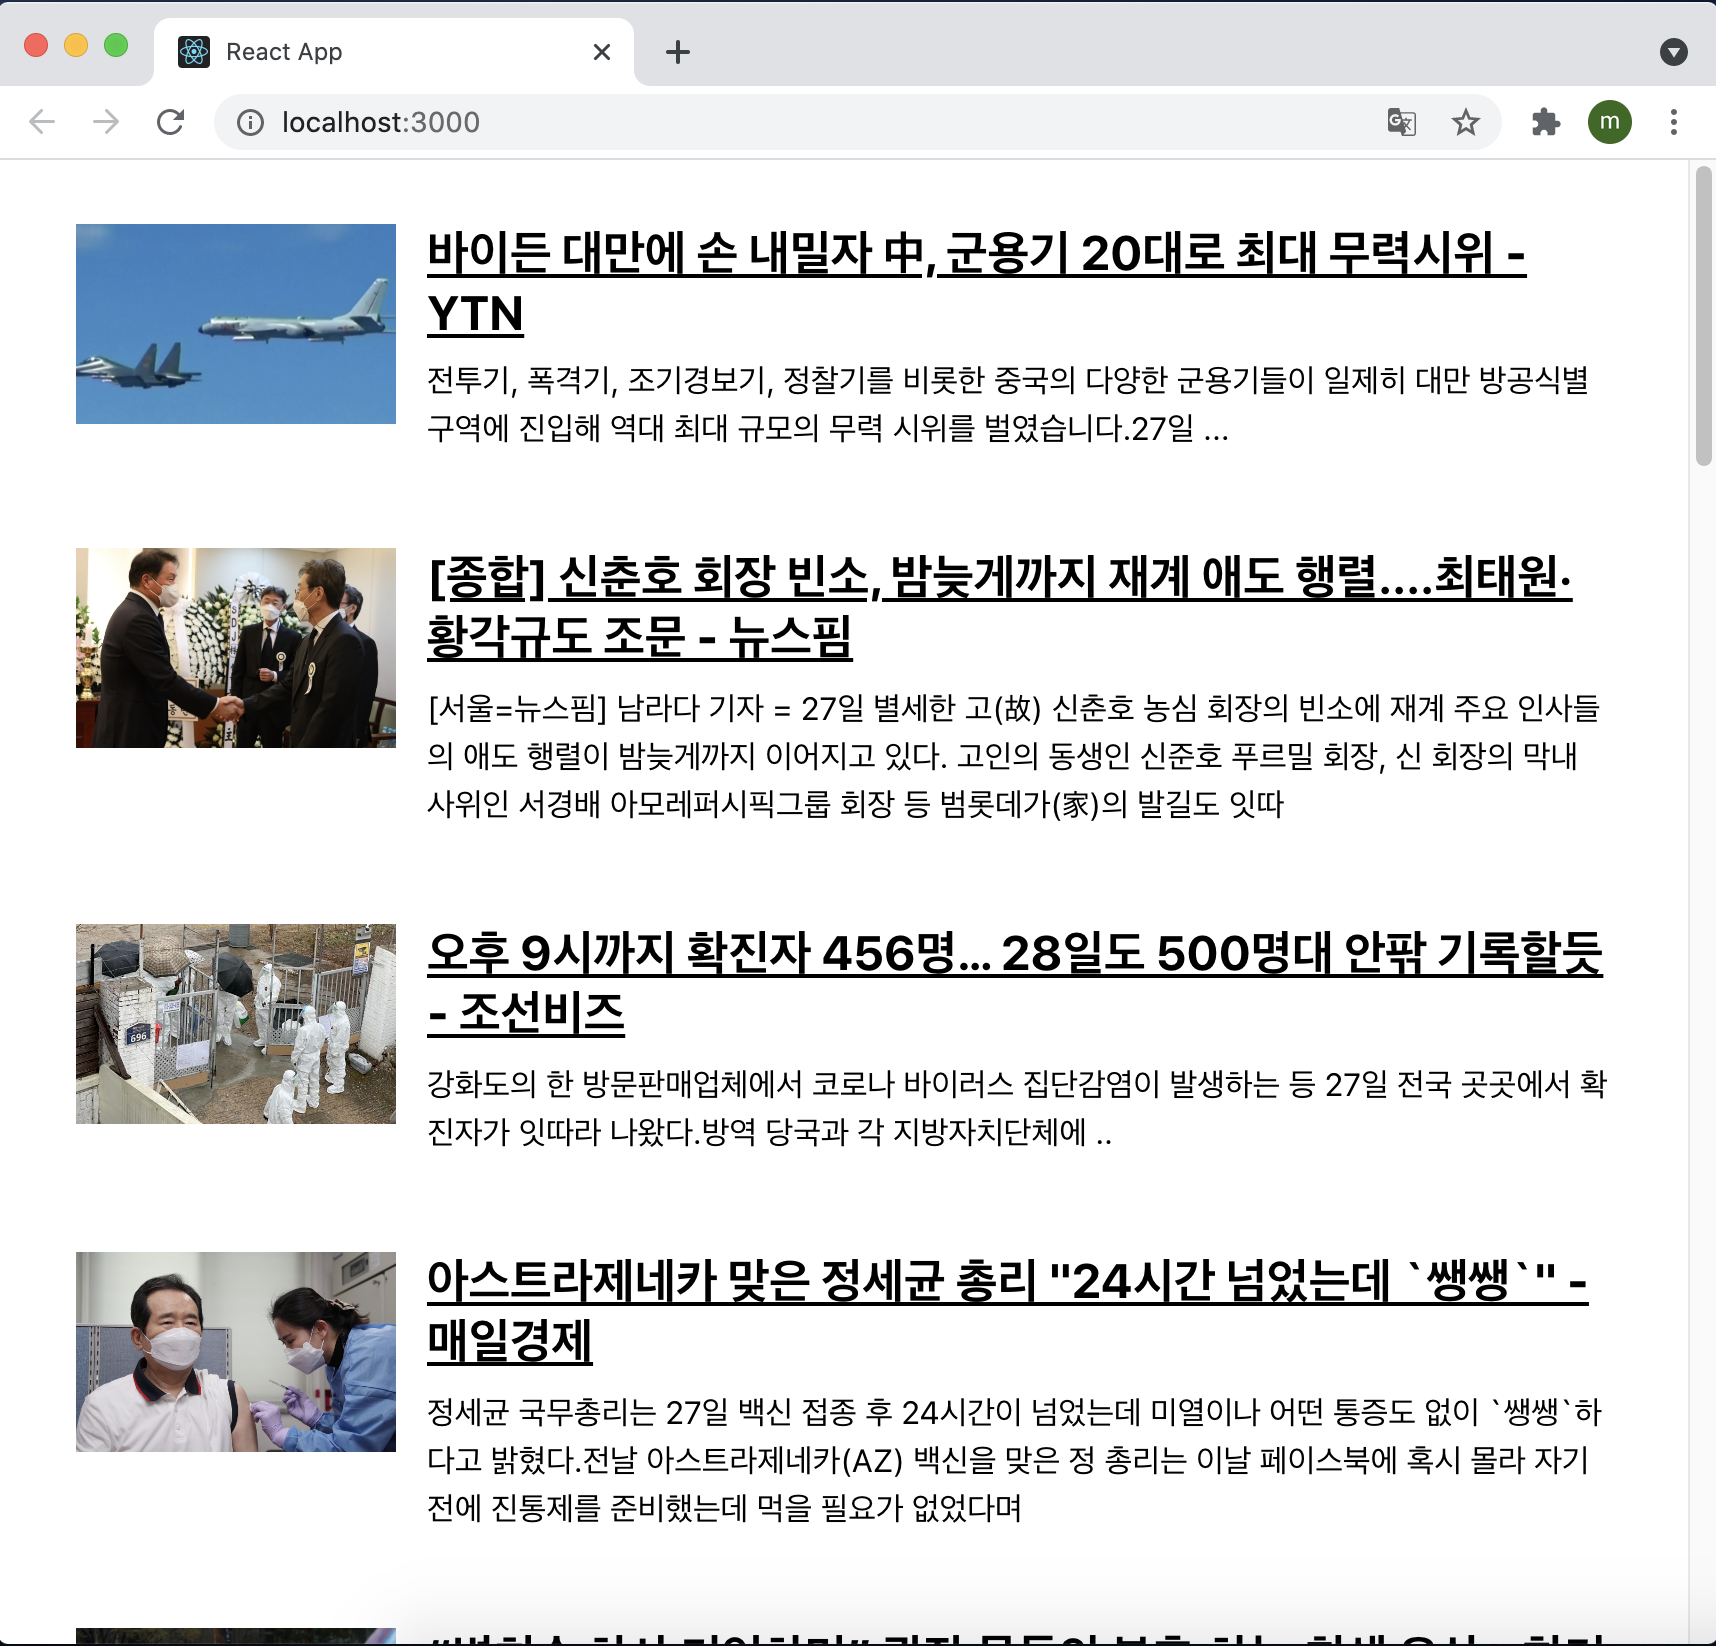 React App
localhost:3000
m
바이든 대만에 손 내밀자 中, 군용기 20대로 최대 무력시위 -
YTN
전투기, 폭격기, 조기경보기, 정찰기를 비롯한 중국의 다양한 군용기들이 일제히 대만 방공식별
구역에 진입해 역대 최대 규모의 무력 시위를 벌였습니다.27일 ...
[종합] 신춘호 회장 빈소, 밤늦게까지 재계 애도 행렬....최태원·
황각규도 조문 - 뉴스핌
[서울=뉴스핌] 남라다 기자 = 27일 별세한 고(故) 신춘호 농심 회장의 빈소에 재계 주요 인사들
의 애도 행렬이 밤늦게까지 이어지고 있다. 고인의 동생인 신준호 푸르밀 회장, 신 회장의 막내
사위인 서경배 아모레퍼시픽그룹 회장 등 범롯데가(家)의 발길도 잇따
696
오후 9시까지 확진자 456명… 28일도 500명대 안팎 기록할듯
- 조선비즈
강화도의 한 방문판매업체에서 코로나 바이러스 집단감염이 발생하는 등 27일 전국 곳곳에서 확
진자가 잇따라 나왔다.방역 당국과 각 지방자치단체에 ..
아스트라제네카 맞은 정세균 총리 "24시간 넘었는데 `쌩쌩`" -
매일경제
정세균 국무총리는 27일 백신 접종 후 24시간이 넘었는데 미열이나 어떤 통증도 없이 `쌩쌩`하
다고 밝혔다.전날 아스트라제네카(AZ) 백신을 맞은 정 총리는 이날 페이스북에 혹시 몰라 자기
전에 진통제를 준비했는데 먹을 필요가 없었다며